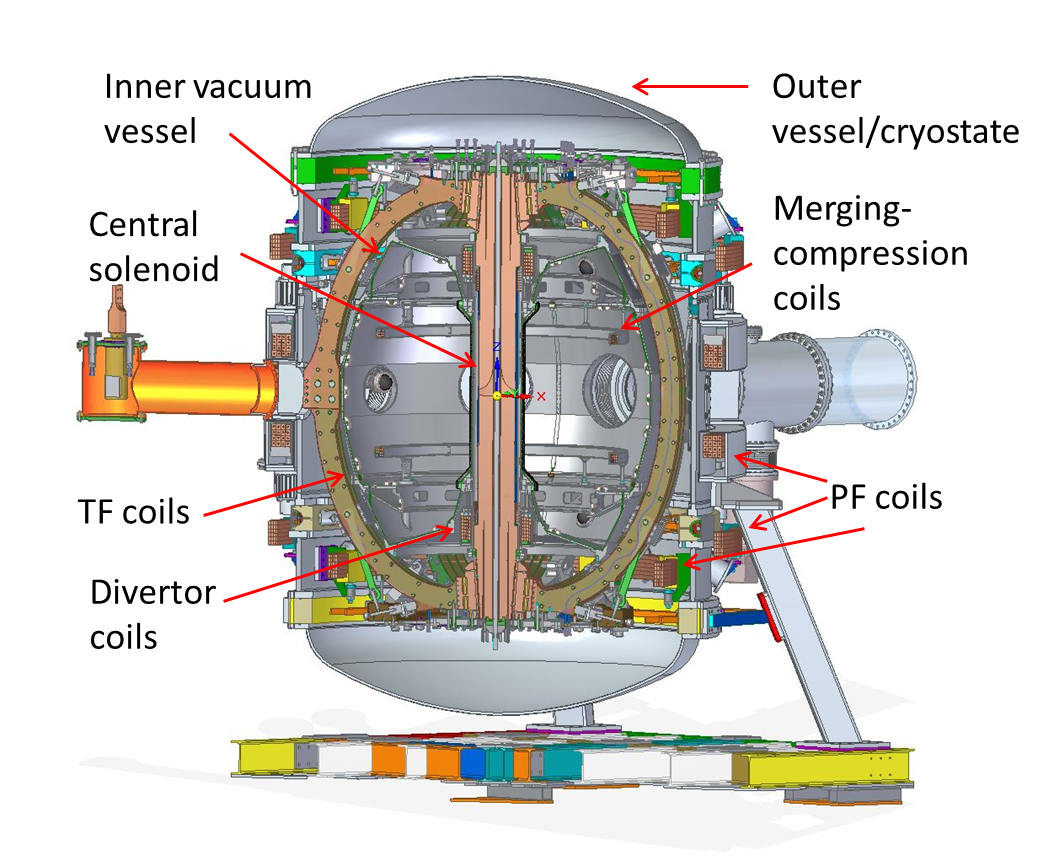 Inner vacuum
vessel
Outer
vessel/cryostate
Central
solenoid
Merging-
compression
coils
TF coils
PF coils
Divertor
coils
Z
X